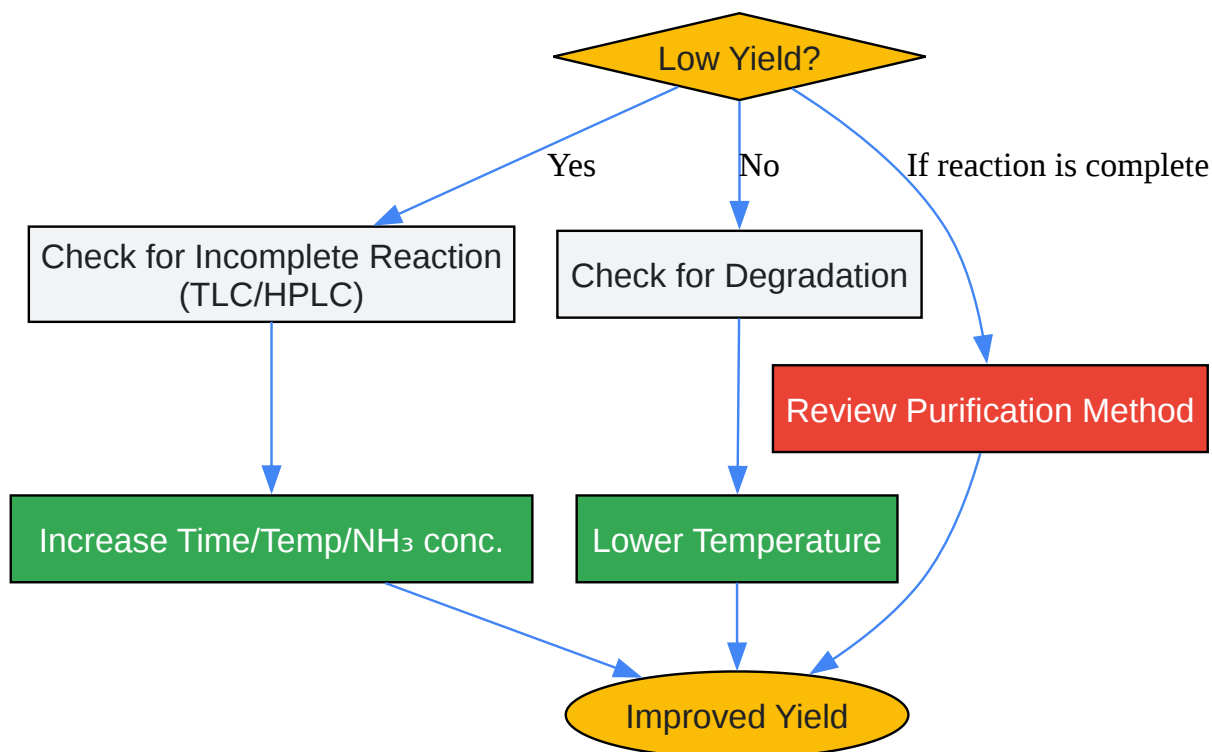 Low Yield?
Yes
No
If reaction is complete
Check for Incomplete Reaction
(TLC/HPLC)
Check for Degradation
Review Purification Method
Increase Time/Temp/NH₃ conc.
Lower Temperature
Improved Yield